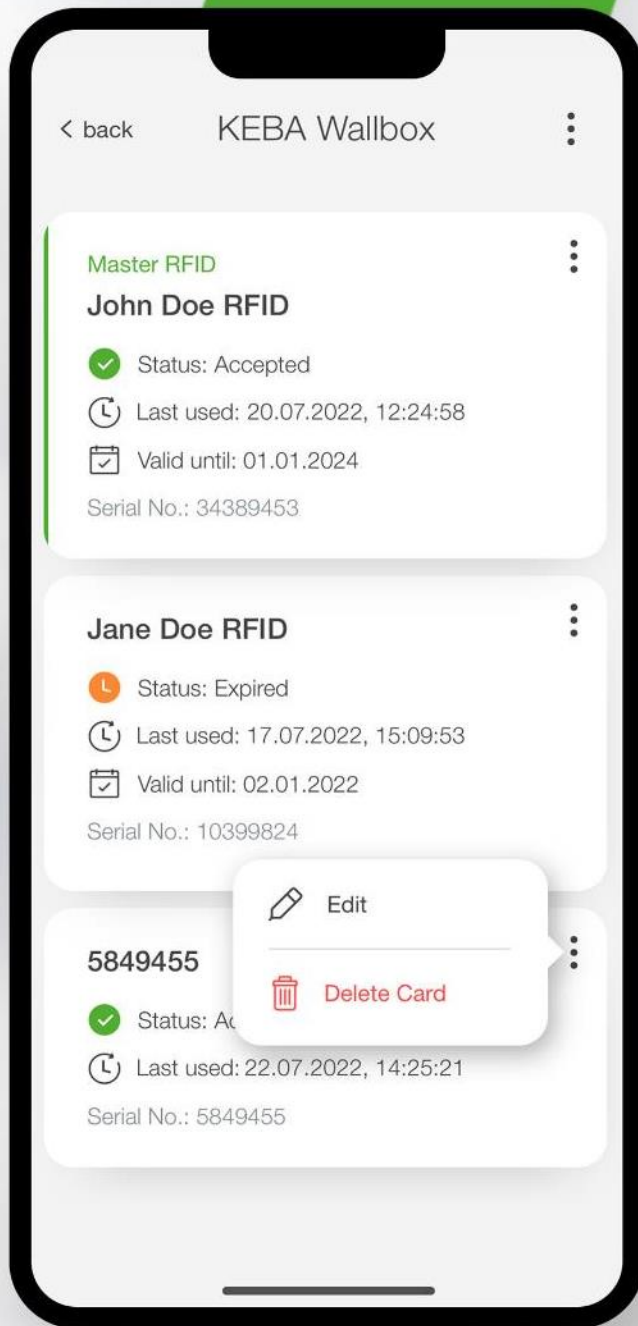 < back
KEBA Wallbox
Master RFID
John Doe RFID
Status: Accepted
Last used: 20.07.2022, 12:24:58
Valid until: 01.01.2024
Serial No.: 34389453
Jane Doe RFID
Status: Expired
Last used: 17.07.2022, 15:09:53
Valid until: 02.01.2022
Serial No.: 10399824
Edit
Delete Card
5849455
Status:
Last used: 22.07.2022, 14:25:21
Serial No.: 5849455